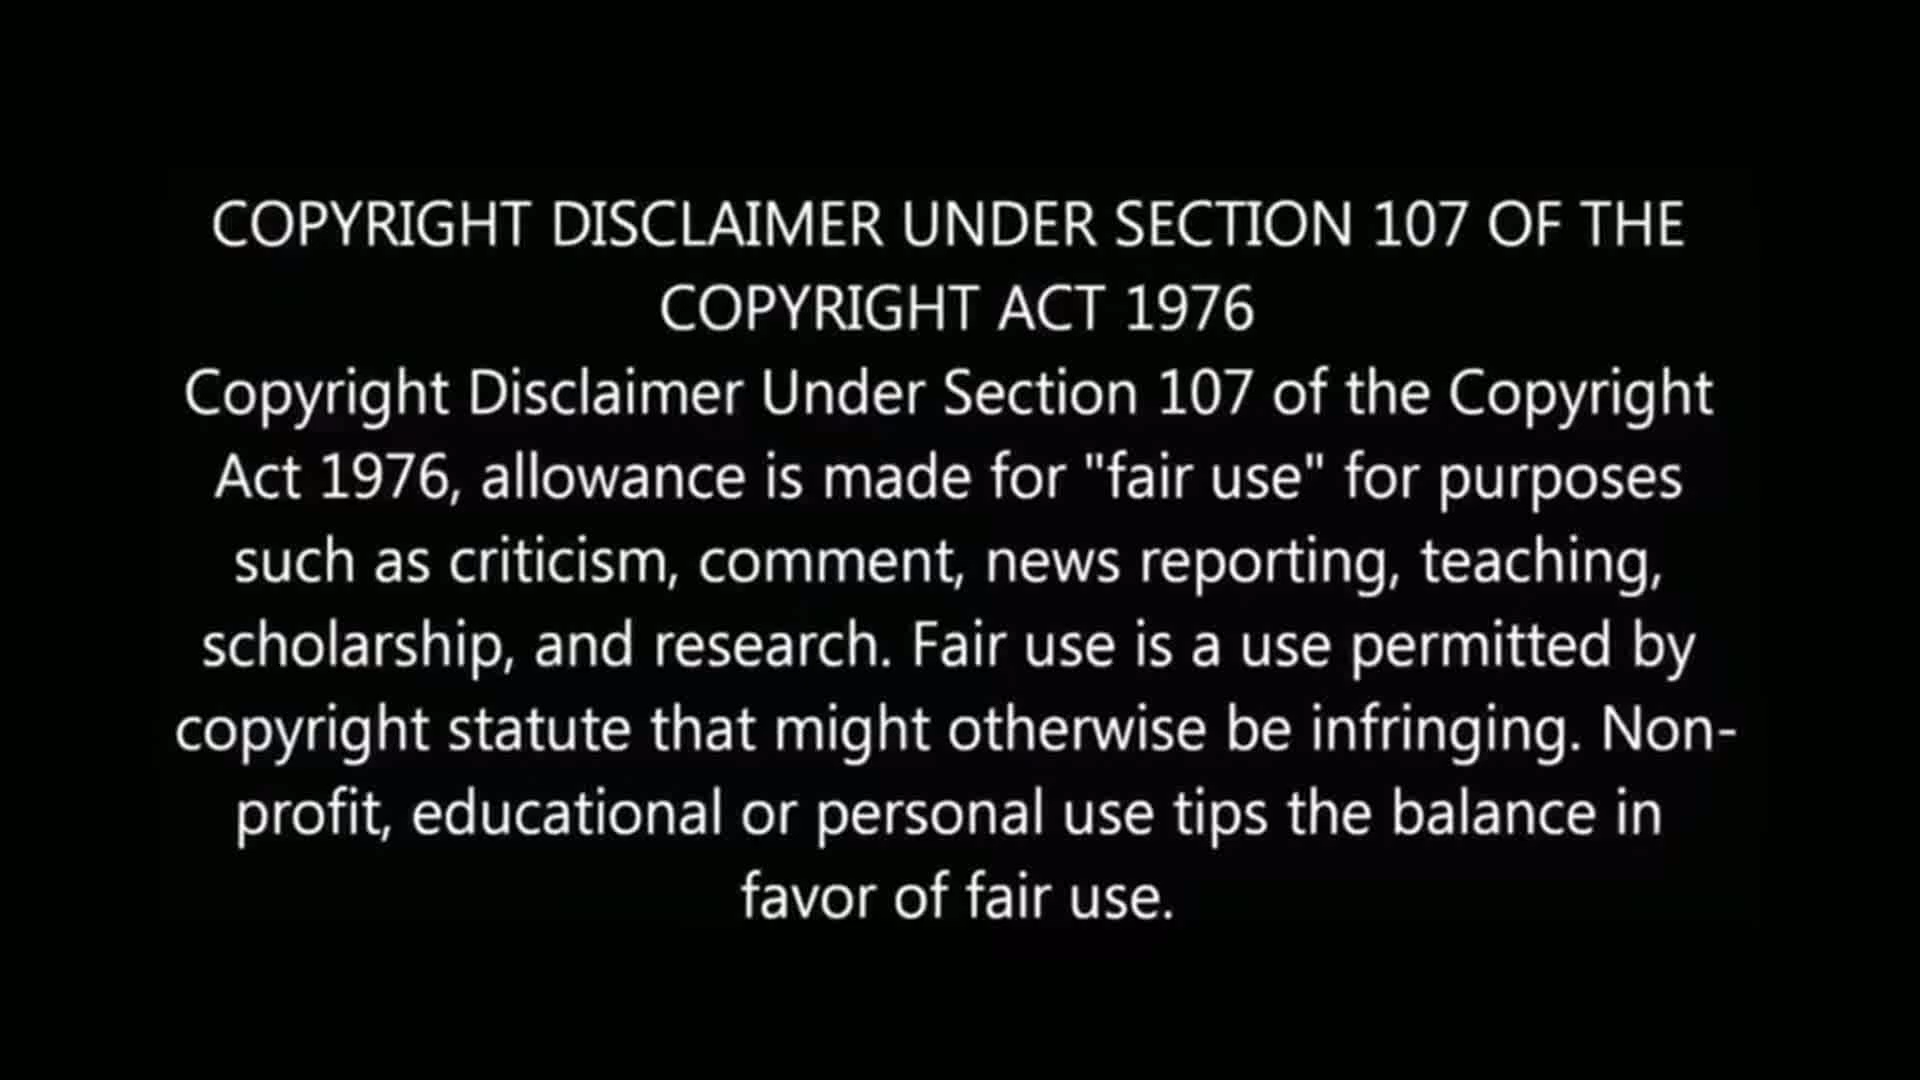 COPYRIGHT DISCLAIMER UNDER SECTION 107 OF THE
COPYRIGHT ACT 1976
Copyright Disclaimer Under Section 107 of the Copyright
Act 1976, allowance is made for "fair use" for purposes
such as criticism, comment, news reporting, teaching,
scholarship, and research. Fair use is a use permitted by
copyright statute that might otherwise be infringing. Non-
profit, educational or personal use tips the balance in
favor of fair use.